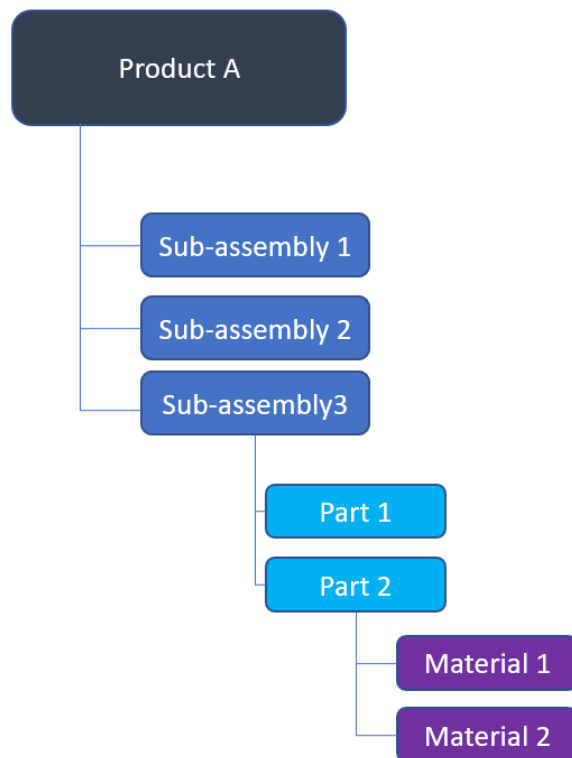 Product A
Sub-assembly 1
Sub-assembly 2
Sub-assembly3
Part 1
Part 2
Material 1
Material 2